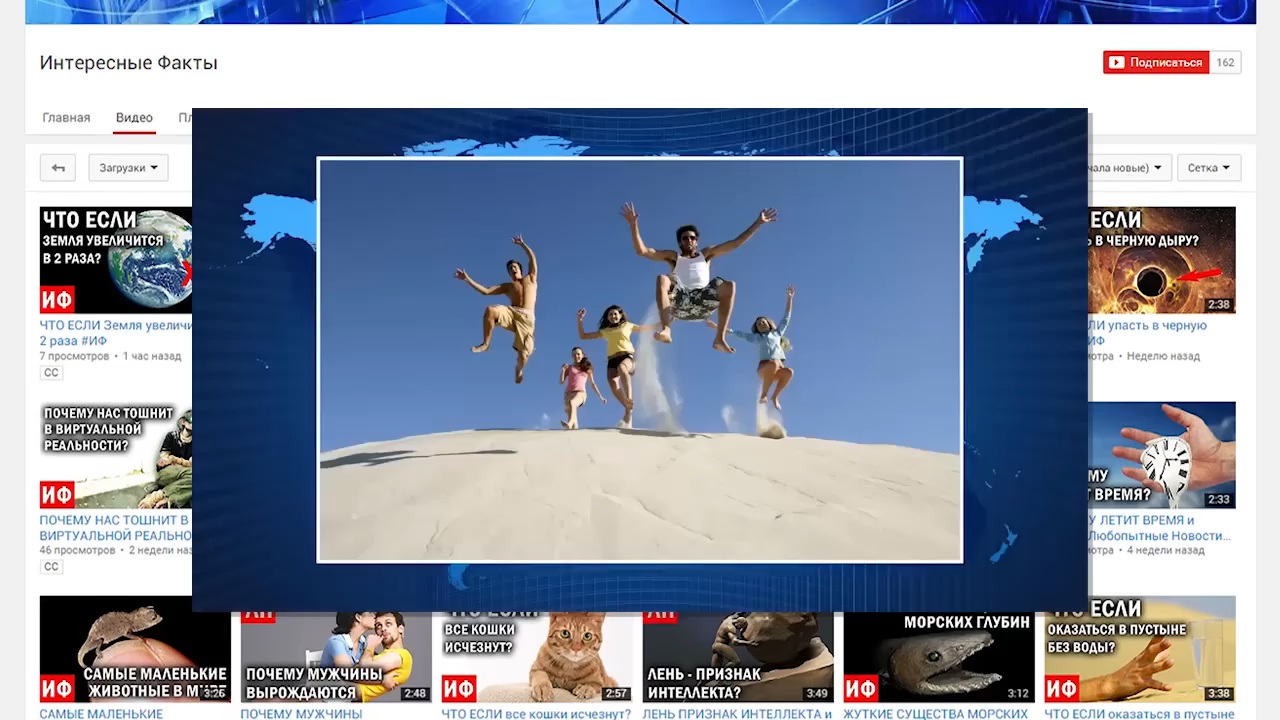 Интересные Факты
Подписаться 162
Главная Видео
Загрузки
новые)
Сетка
ЧТО ЕСЛИ
ЗЕМЛЯ УВЕЛИЧИТСЯ
В 2 РАЗА?
ИФ
ЧТО ЕСЛИ Земля
2 раза #ИФ
7 просмотров • 1 час назад
CC
ЕСЛИ
В ЧЕРНУЮ ДЫРУ?
2:38
упасть в черную
Неделю назад
ПОЧЕМУ НАС ТОШНИТ
В ВИРТУАЛЬНОЙ
РЕАЛЬНОСТИ?
ИФ
ПОЧЕМУ НАС ТОШНИТ В
ВИРТУАЛЬНОЙ
46 просмотров • 2 недели
CC
ВРЕМЯ?
2:33
ЛЕТИТ ВРЕМЯ и
Любопытные Новости...
4 недели назад
САМЫЕ МАЛЕНЬКИЕ
ЖИВОТНЫЕ В
ИФ
САМЫЕ МАЛЕНЬКИЕ
ПОЧЕМУ МУЖЧИНЫ
ВЫРОЖДАЮТСЯ
2:48
ПОЧЕМУ МУЖЧИНЫ
ЧТО ЕСЛИ
ВСЕ КОШКИ
ИСЧЕЗНУТ?
ИФ
2:57
ЧТО ЕСЛИ все кошки исчезнут?
ЛЕНЬ - ПРИЗНАК
ИНТЕЛЛЕКТА?
3:49
ЛЕНЬ ПРИЗНАК ИНТЕЛЛЕКТА и
МОРСКИХ ГЛУБИН
ИФ
3:12
ЖУТКИЕ СУЩЕСТВА МОРСКИХ
ЧТО ЕСЛИ
ОКАЗАТЬСЯ В ПУСТЫНЕ
БЕЗ ВОДЫ?
ИФ
3:38
ЧТО ЕСЛИ оказаться в пустыне